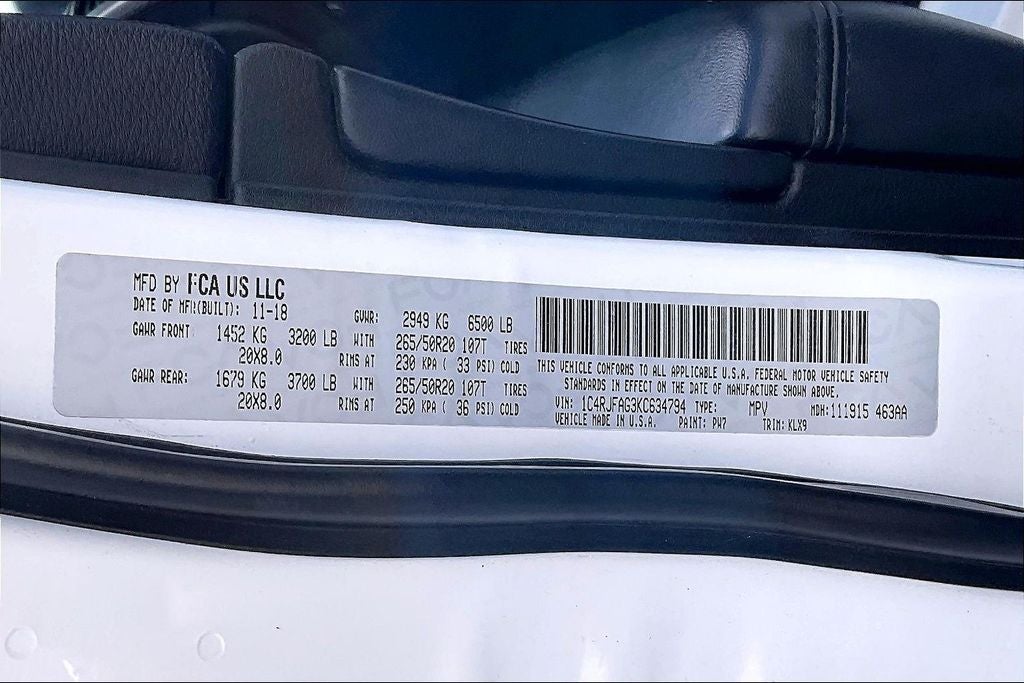 MFD BY FCA US LLC
DATE OF MFR(BUILT): 11-18 GVWR: 2949 KG 6500 LB
GAWR FRONT 1452 KG 3200 LB WITH 265/50R20 107T TIRES
20X8.0 RIMS AT 230 KPA ( 33 PSI) COLD
GAWR REAR: 1679 KG 3700 LB WITH 265/50R20 107T TIRES
20X8.0 RIMS AT 250 KPA ( 36 PSI) COLD
THIS VEHICLE CONFORMS TO ALL APPLICABLE U.S.A. FEDERAL MOTOR VEHICLE SAFETY
STANDARDS IN EFFECT ON THE DATE OF MANUFACTURE SHOWN ABOVE.
VIN: 1C4RJFAG3KC634794 TYPE: MPV MDH:111915 463AA
VEHICLE MADE IN U.S.A. PAINT: PW7 TRIM: KLX9